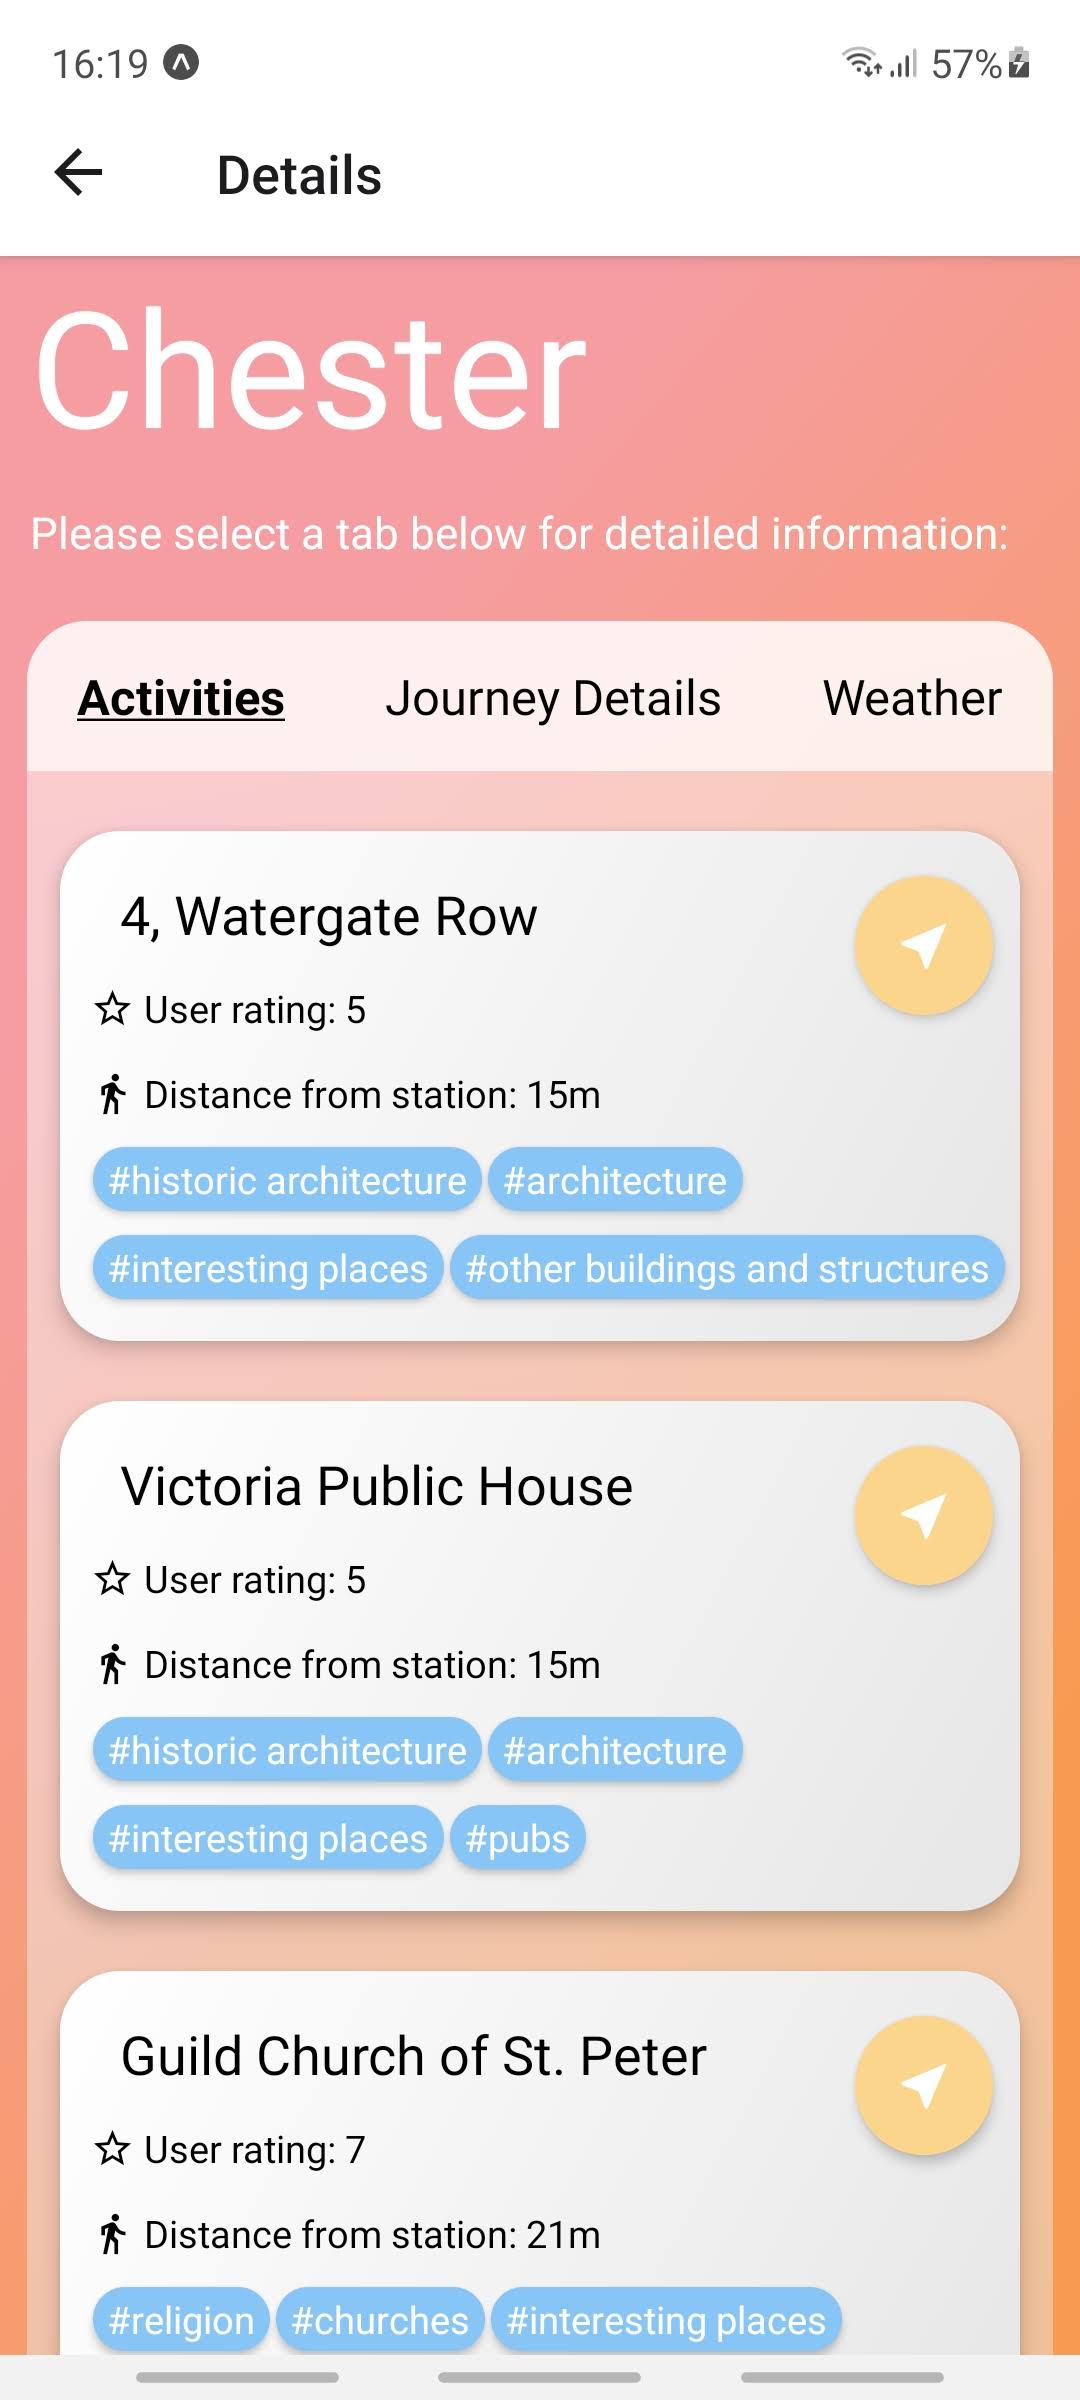 16:19 57%
Details
Chester
Please select a tab below for detailed information:
Activities Journey Details Weather
4, Watergate Row
User rating: 5
Distance from station: 15m
#historic architecture #architecture
#interesting places #other buildings and structures
Victoria Public House
User rating: 5
Distance from station: 15m
#historic architecture #architecture
#interesting places #pubs
Guild Church of St. Peter
User rating: 7
Distance from station: 21m
#religion #churches #interesting places